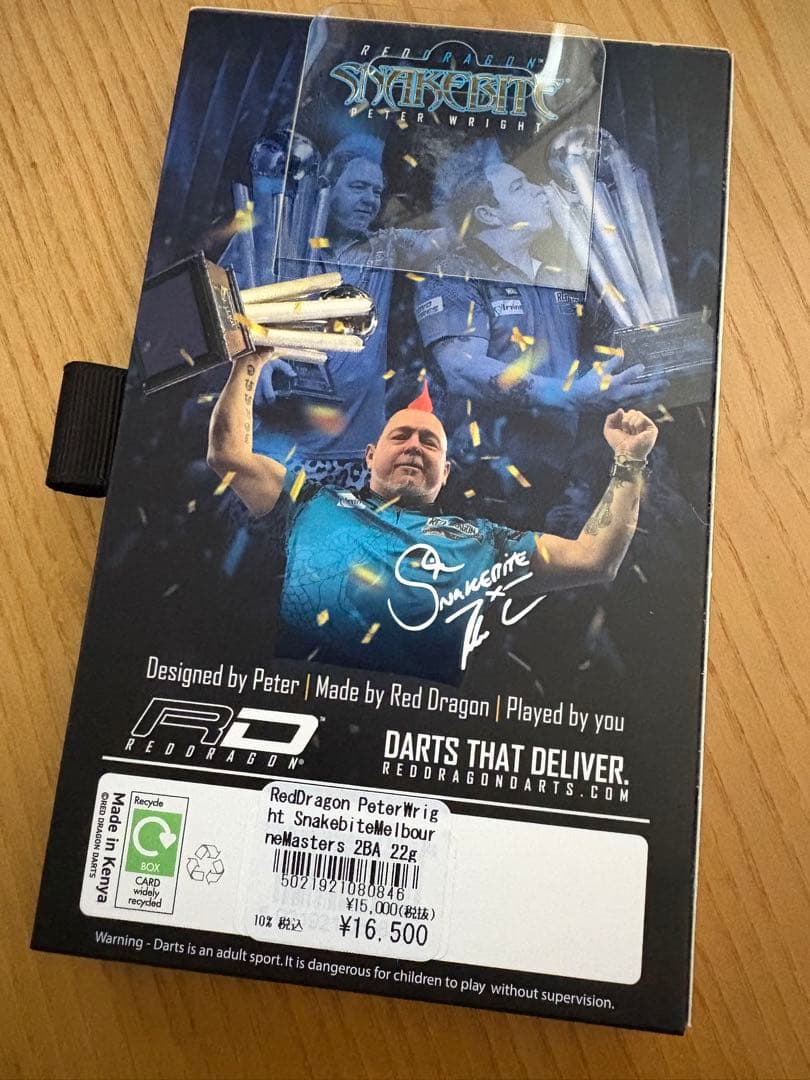 REDDRAGON™
SNAKEBITE®
PETER WRIGHT
RED DRAGON
SNAKEBITE
Designed by Peter | Made by Red Dragon | Played by you
RD™
REDDRAGON®
DARTS THAT DELIVER.
REDDRAGONDARTS.COM
Made in Kenya
©RED DRAGON DARTS
Recycle
BOX
CARD
widely
recycled
RedDragon PeterWrig
ht SnakebiteMelbour
neMasters 2BA 22g
5021921080846
¥15,000(税抜)
10% 税込 ¥16,500
Warning - Darts is an adult sport. It is dangerous for children to play without supervision.